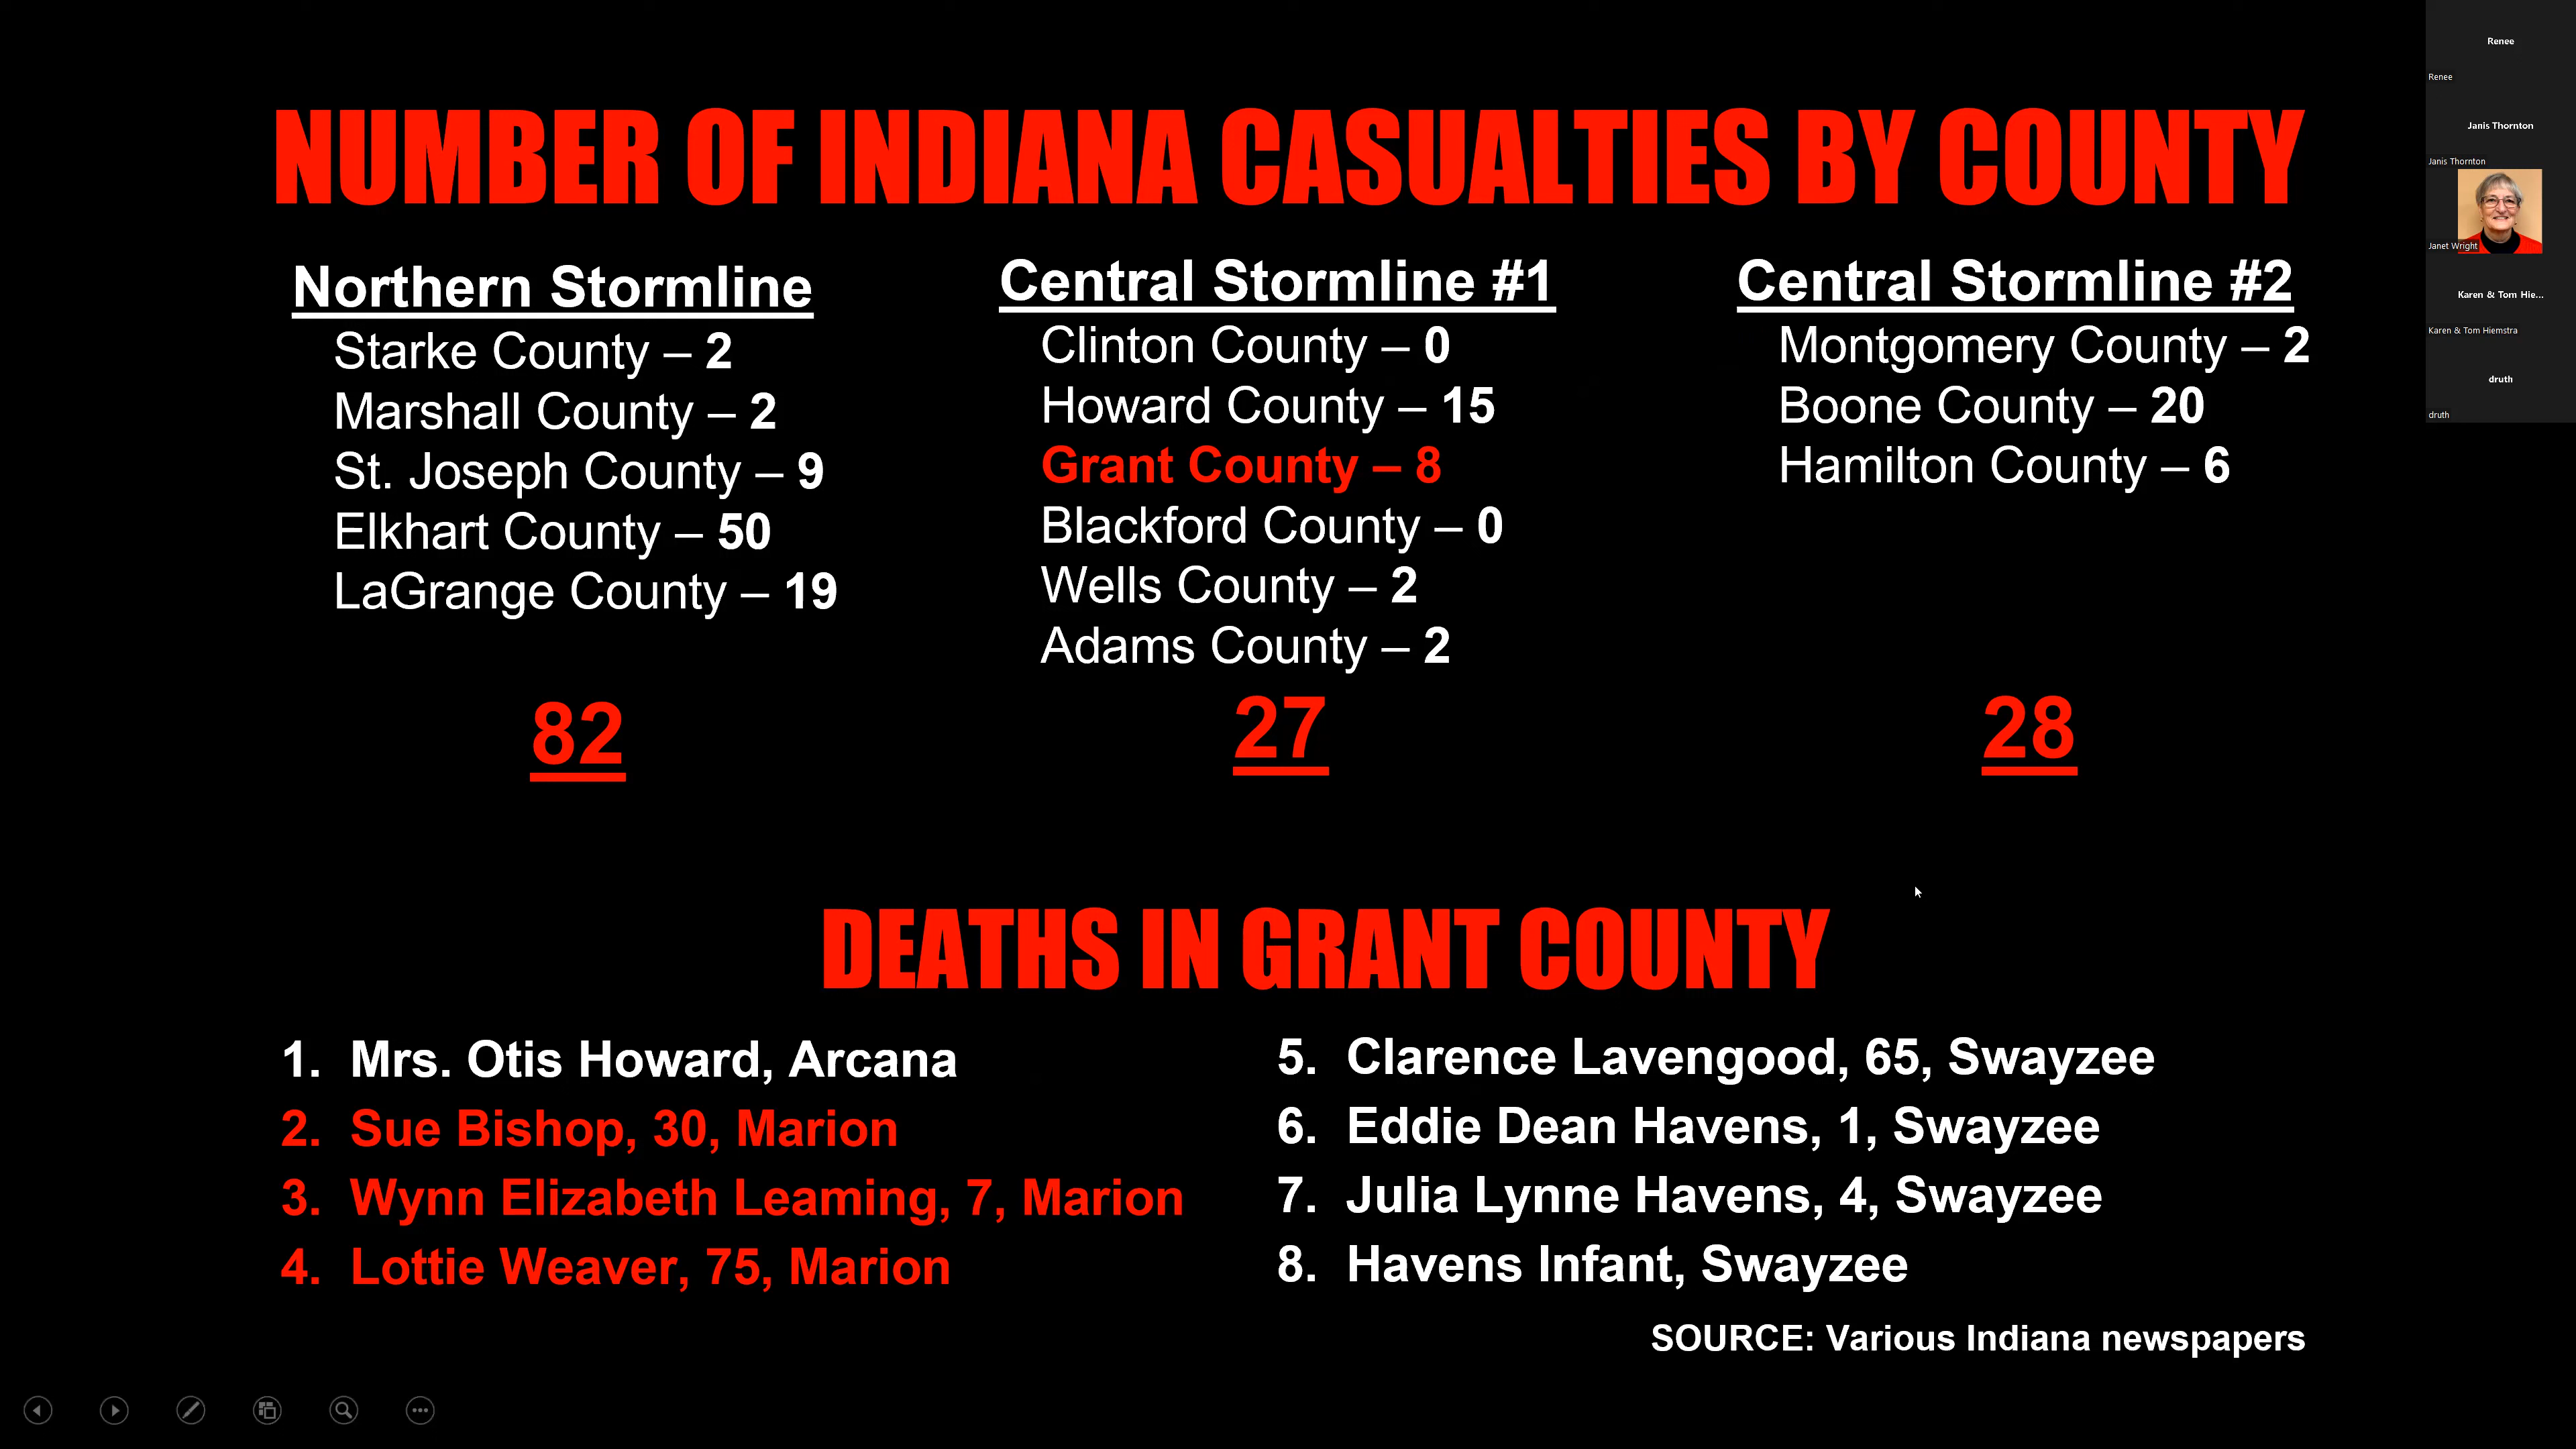 NUMBER OF INDIANA CASUALTIES BY COUNTY
Northern Stormline
Starke County – 2
Marshall County – 2
St. Joseph County – 9
Elkhart County – 50
LaGrange County – 19
82
Central Stormline #1
Clinton County – 0
Howard County – 15
Grant County – 8
Blackford County – 0
Wells County – 2
Adams County – 2
27
Central Stormline #2
Montgomery County – 2
Boone County – 20
Hamilton County – 6
28
DEATHS IN GRANT COUNTY
1. Mrs. Otis Howard, Arcana
2. Sue Bishop, 30, Marion
3. Wynn Elizabeth Leaming, 7, Marion
4. Lottie Weaver, 75, Marion
5. Clarence Lavengood, 65, Swayzee
6. Eddie Dean Havens, 1, Swayzee
7. Julia Lynne Havens, 4, Swayzee
8. Havens Infant, Swayzee
SOURCE: Various Indiana newspapers
Renee
Renee
Janis Thornton
Janis Thornton
Janet Wright
Karen & Tom Hie...
Karen & Tom Hiemstra
druth
druth